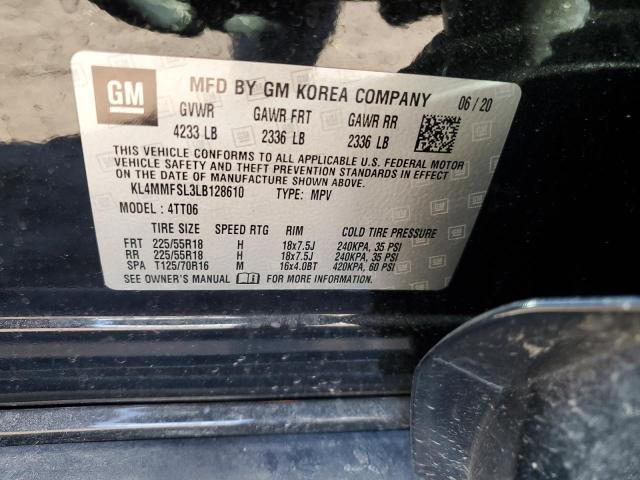 GM MFD BY GM KOREA COMPANY 06/20
GVWR GAWR FRT GAWR RR
4233 LB 2336 LB 2336 LB
THIS VEHICLE CONFORMS TO ALL APPLICABLE U.S. FEDERAL MOTOR
VEHICLE SAFETY AND THEFT PREVENTION STANDARDS IN EFFECT
ON THE DATE OF MANUFACTURE SHOWN ABOVE.
KL4MMFSL3LB128610 TYPE: MPV
MODEL: 4TT06
TIRE SIZE SPEED RTG RIM COLD TIRE PRESSURE
FRT 225/55R18 H 18x7.5J 240KPA, 35 PSI
RR 225/55R18 H 18x7.5J 240KPA, 35 PSI
SPA T125/70R16 M 16x4.0BT 420KPA, 60 PSI
SEE OWNER'S MANUAL FOR MORE INFORMATION.